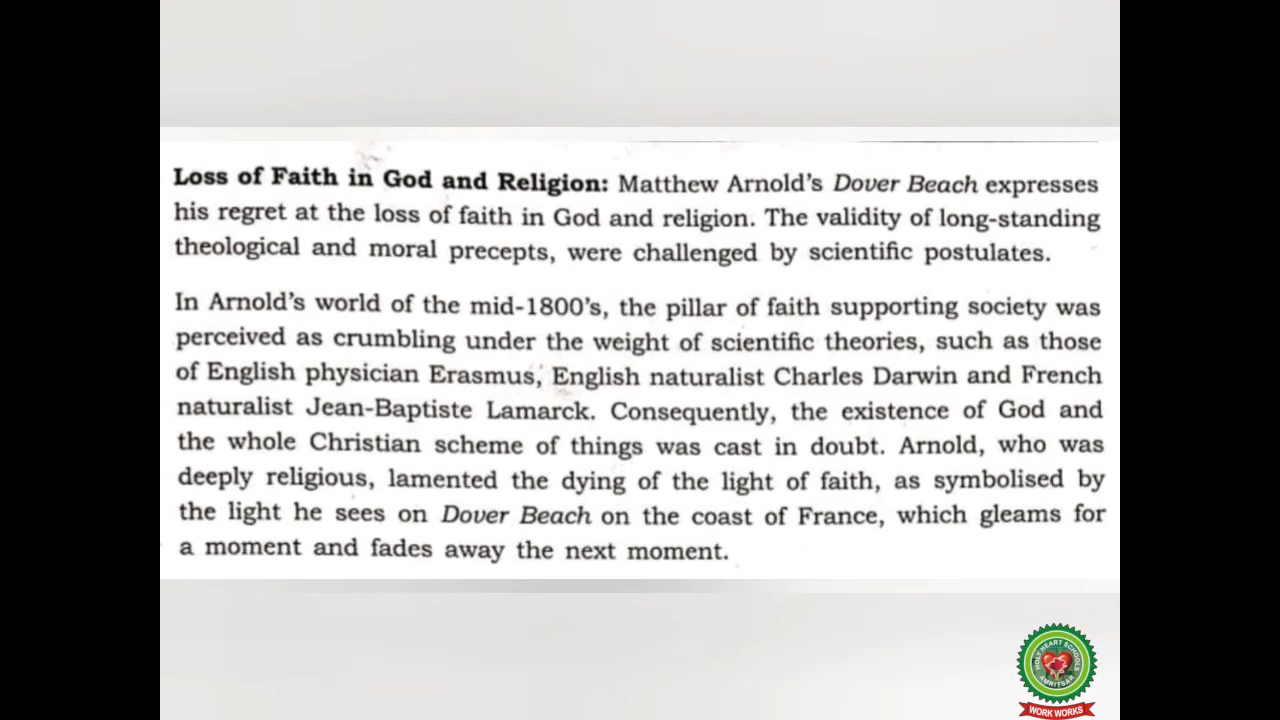 Loss of Faith in God and Religion: Matthew Arnold's Dover Beach expresses
his regret at the loss of faith in God and religion. The validity of long-standing
theological and moral precepts, were challenged by scientific postulates.
In Arnold's world of the mid-1800's, the pillar of faith supporting society was
perceived as crumbling under the weight of scientific theories, such as those
of English physician Erasmus, English naturalist Charles Darwin and French
naturalist Jean-Baptiste Lamarck. Consequently, the existence of God and
the whole Christian scheme of things was cast in doubt. Arnold, who was
deeply religious, lamented the dying of the light of faith, as symbolised by
the light he sees on Dover Beach on the coast of France, which gleams for
a moment and fades away the next moment.
HOLY HEART SCHOOLS
AMRITSAR
WORK WORKS